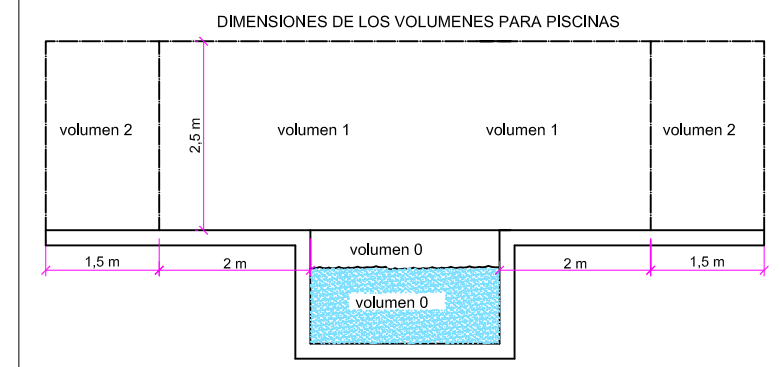 DIMENSIONES DE LOS VOLUMENES PARA PISCINAS
volumen 2
2,5 m
volumen 1
volumen 1
volumen 2
volumen 0
1,5 m
2 m
2 m
1,5 m
volumen 0